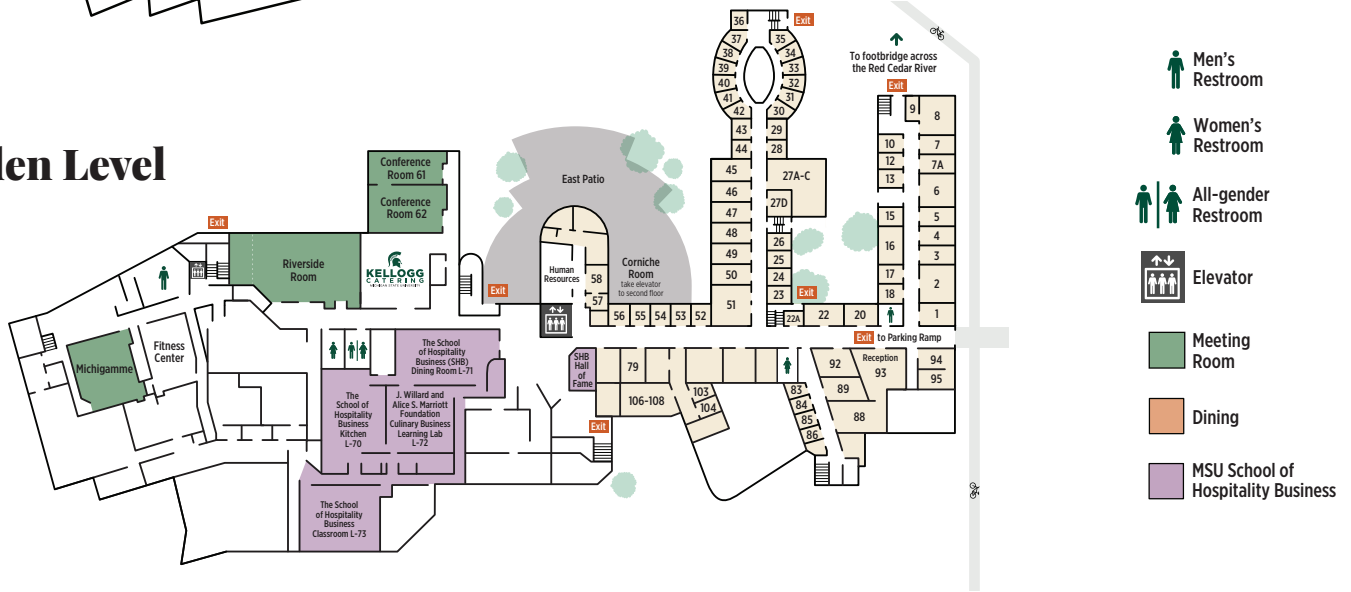 len Level
Exit
Conference
Room 61
Conference
Room 62
Riverside
Room
KELLOGG
CATERING
MICHIGAN STATE UNIVERSITY
East Patio
Human
Resources
Corniche
Room
take elevator
to second floor
Exit
58
57
56
55
54
53
52
36
Exit
37
35
38
34
39
33
40
32
41
31
42
30
43
29
44
28
45
27A-C
46
27D
47
48
26
49
25
50
24
51
23
Exit
22A
22
20
To footbridge across
the Red Cedar River
Exit
9
8
10
7
12
7A
13
6
15
5
16
4
3
17
2
18
1
Exit to Parking Ramp
Michigamme
Fitness
Center
The School
of Hospitality
Business (SHB)
Dining Room L-71
The
School of
Hospitality
Business
Kitchen
L-70
J. Willard and
Alice S. Marriott
Foundation
Culinary Business
Learning Lab
L-72
The School
of Hospitality
Business
Classroom L-73
SHB
Hall
of
Fame
79
106-108
103
104
Exit
83
84
85
86
92
Reception
93
89
88
94
95
Men's
Restroom
Women's
Restroom
All-gender
Restroom
Elevator
Meeting
Room
Dining
MSU School of
Hospitality Business